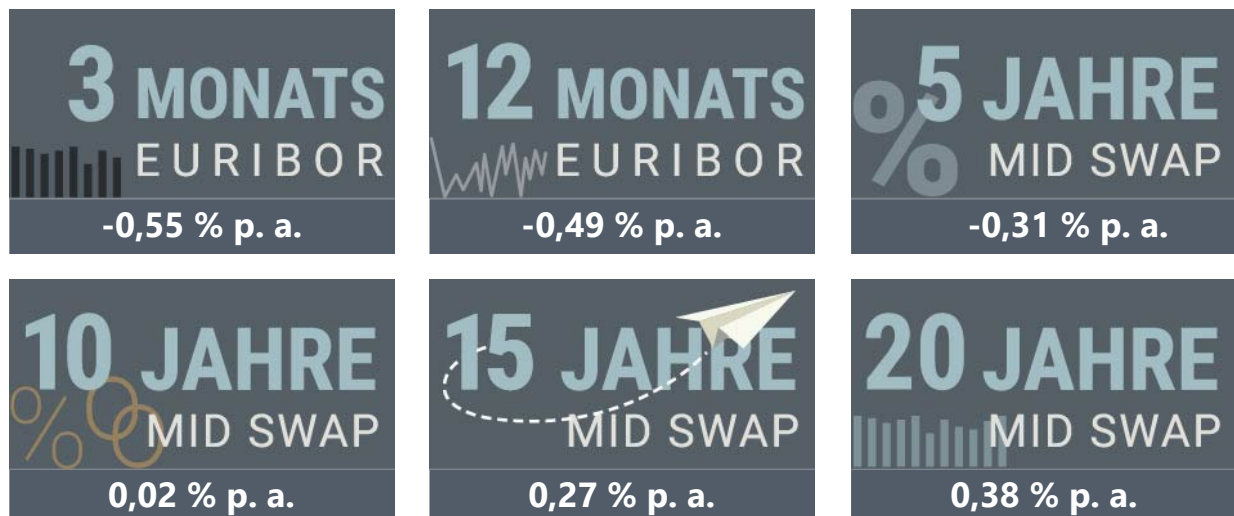 3 MONATS
EURIBOR
-0,55 % p. a.
12 MONATS
EURIBOR
-0,49 % p. a.
%
5 JAHRE
MID SWAP
-0,31 % p. a.
10 JAHRE
%
MID SWAP
0,02 % p. a.
15 JAHRE
MID SWAP
0,27 % p. a.
20 JAHRE
MID SWAP
0,38 % p. a.